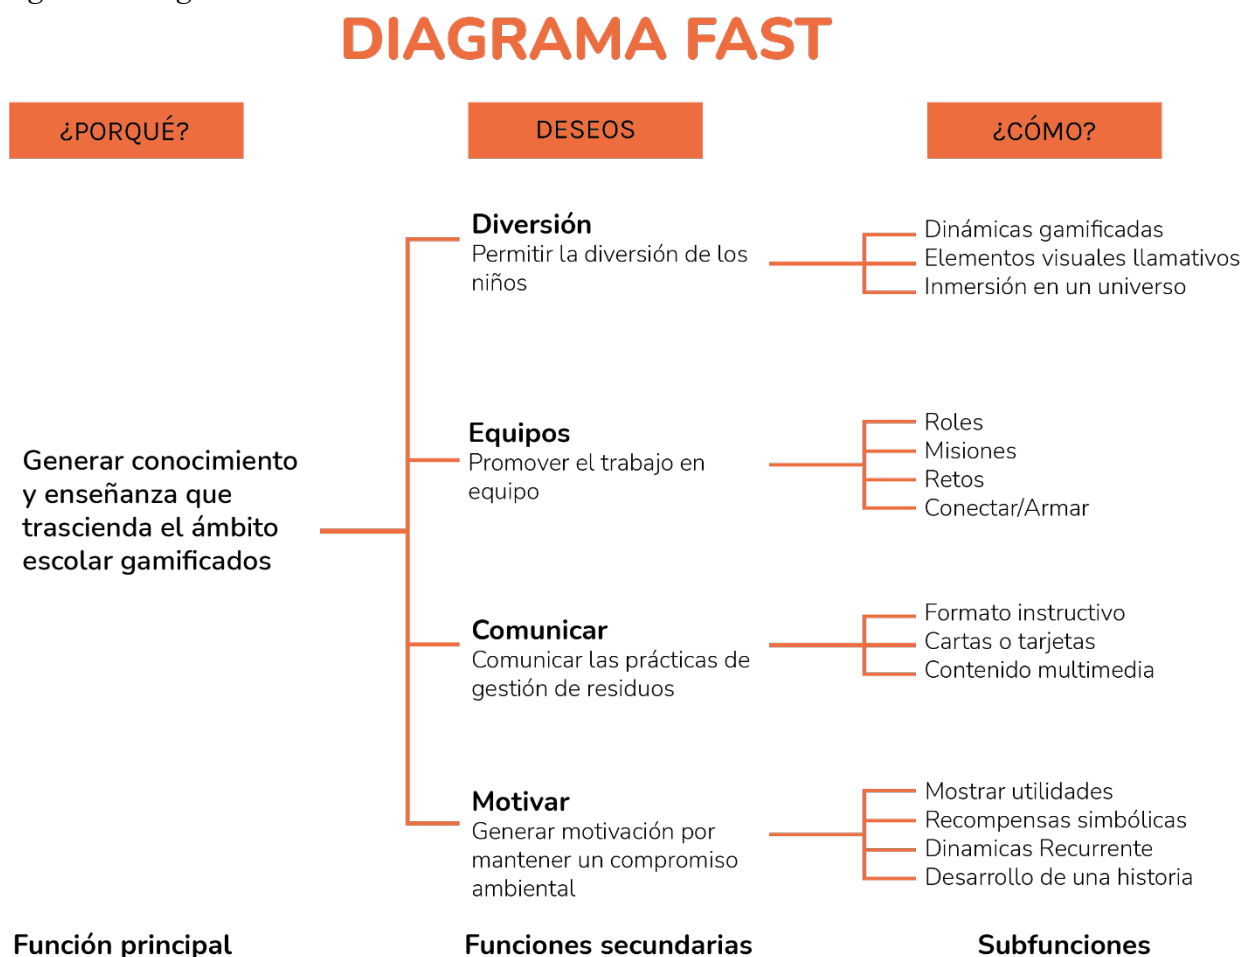 DIAGRAMA FAST
¿PORQUÉ?
DESEOS
¿CÓMO?
Generar conocimiento
y enseñanza que
trascienda el ámbito
escolar gamificados
Diversión
Permitir la diversión de los
niños
Dinámicas gamificadas
Elementos visuales llamativos
Inmersión en un universo
Equipos
Promover el trabajo en
equipo
Roles
Misiones
Retos
Conectar/Armar
Comunicar
Comunicar las prácticas de
gestión de residuos
Formato instructivo
Cartas o tarjetas
Contenido multimedia
Motivar
Generar motivación por
mantener un compromiso
ambiental
Mostrar utilidades
Recompensas simbólicas
Dinamicas Recurrente
Desarrollo de una historia
Función principal
Funciones secundarias
Subfunciones